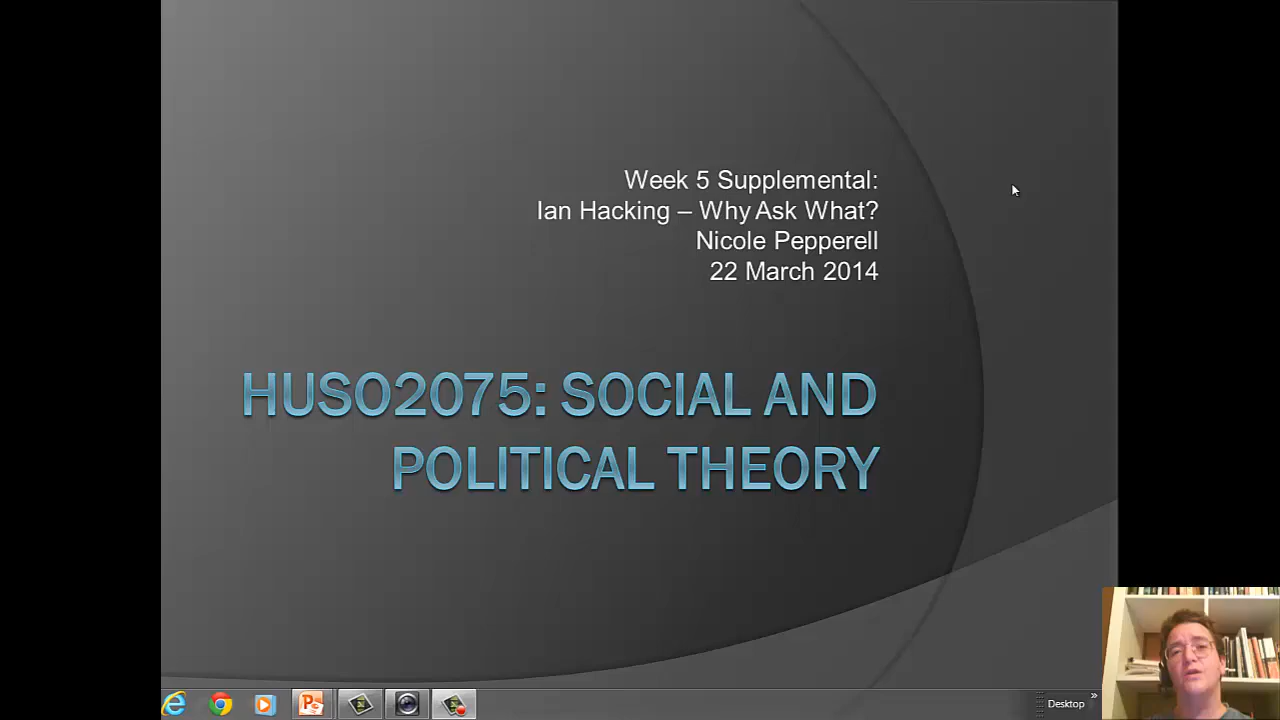 Week 5 Supplemental:
Ian Hacking – Why Ask What?
Nicole Pepperell
22 March 2014
HUSO2075: SOCIAL AND
POLITICAL THEORY
Desktop